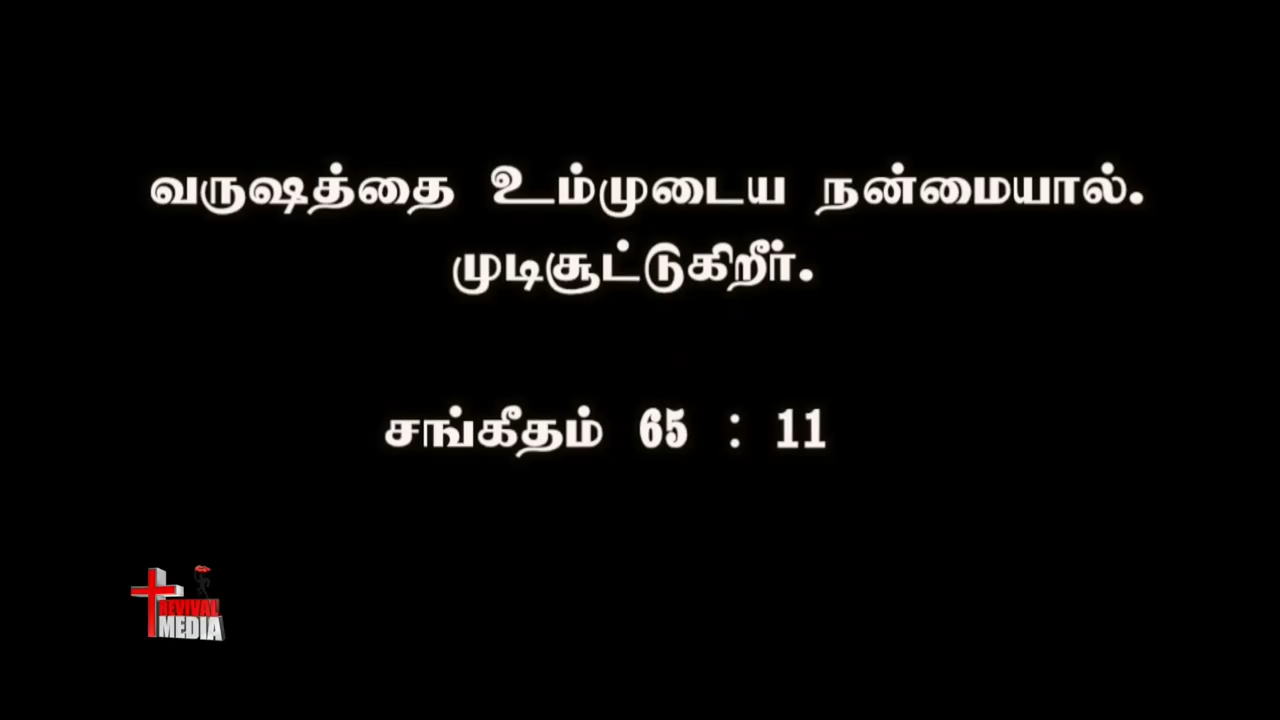 வருஷத்தை உம்முடைய நன்மையால்.
முடிசூட்டுகிறீர்.
சங்கீதம் 65 : 11
REVIVAL
MEDIA